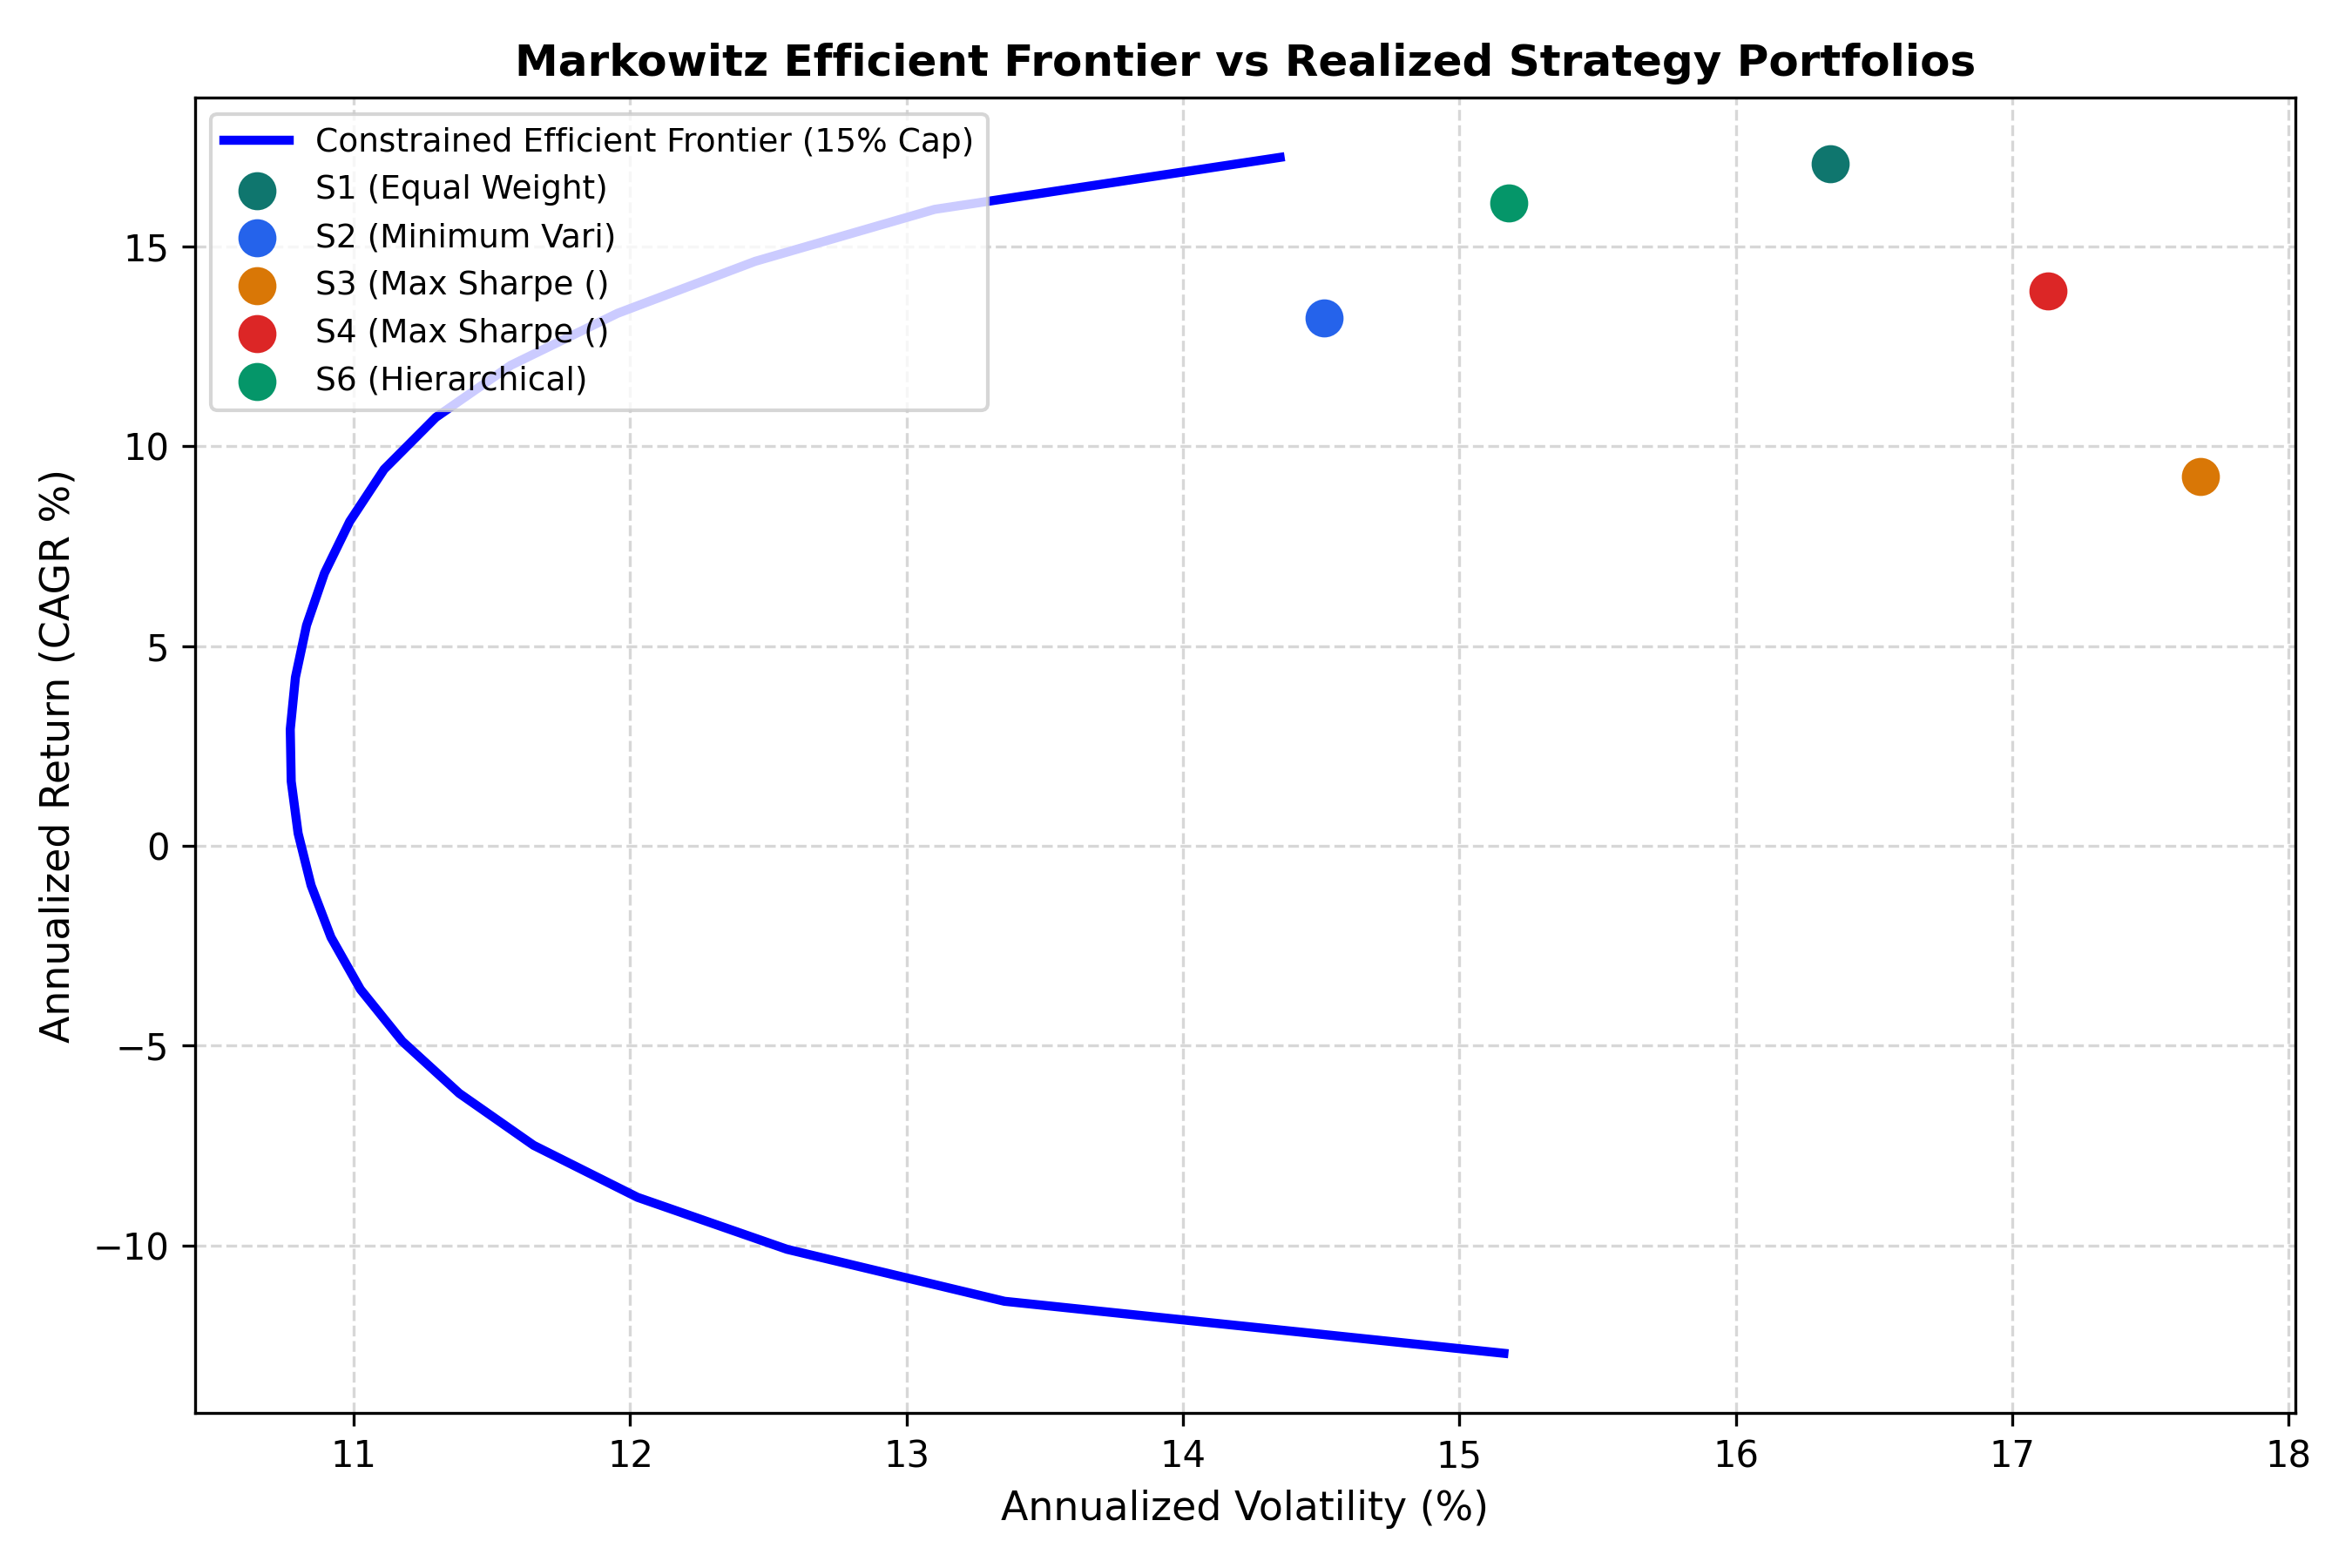 Markowitz Efficient Frontier vs Realized Strategy Portfolios
Constrained Efficient Frontier (15% Cap)
S1 (Equal Weight)
S2 (Minimum Vari)
S3 (Max Sharpe ()
S4 (Max Sharpe ()
S6 (Hierarchical)
Annualized Return (CAGR %)
15
10
5
0
−5
−10
11 12 13 14 15 16 17 18
Annualized Volatility (%)